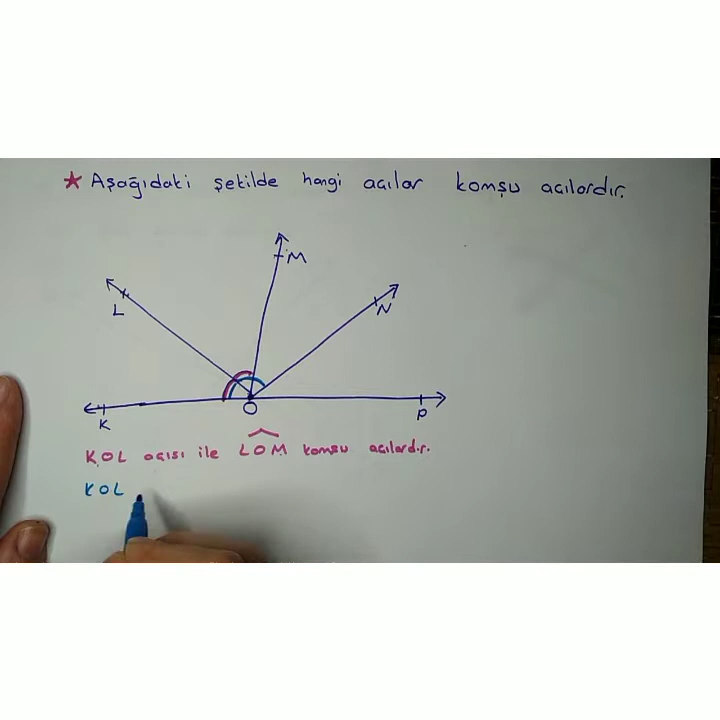 ★ Aşağıdaki şekilde hangi açılar komşu açılardır.
M
L
N
K
O
P
KOL açısı ile LOM komşu açılardır.
KOL